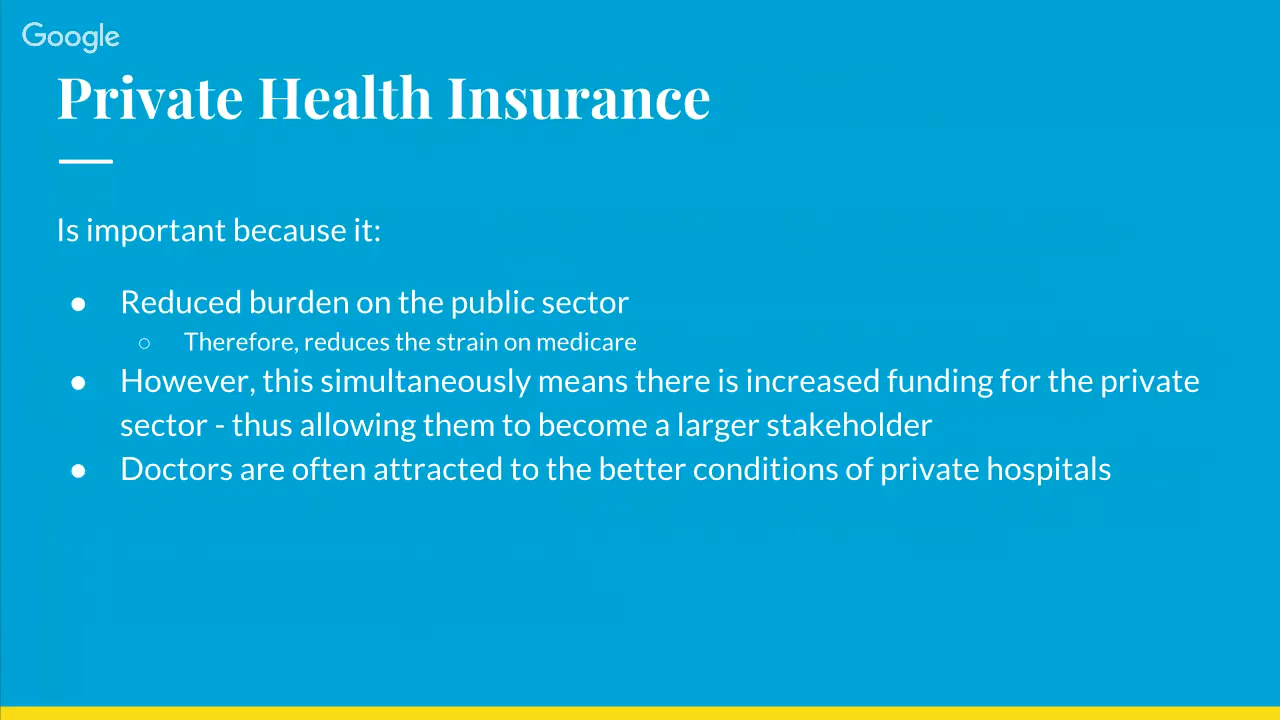 Google
Private Health Insurance
Is important because it:
● Reduced burden on the public sector
○ Therefore, reduces the strain on medicare
● However, this simultaneously means there is increased funding for the private
sector - thus allowing them to become a larger stakeholder
● Doctors are often attracted to the better conditions of private hospitals